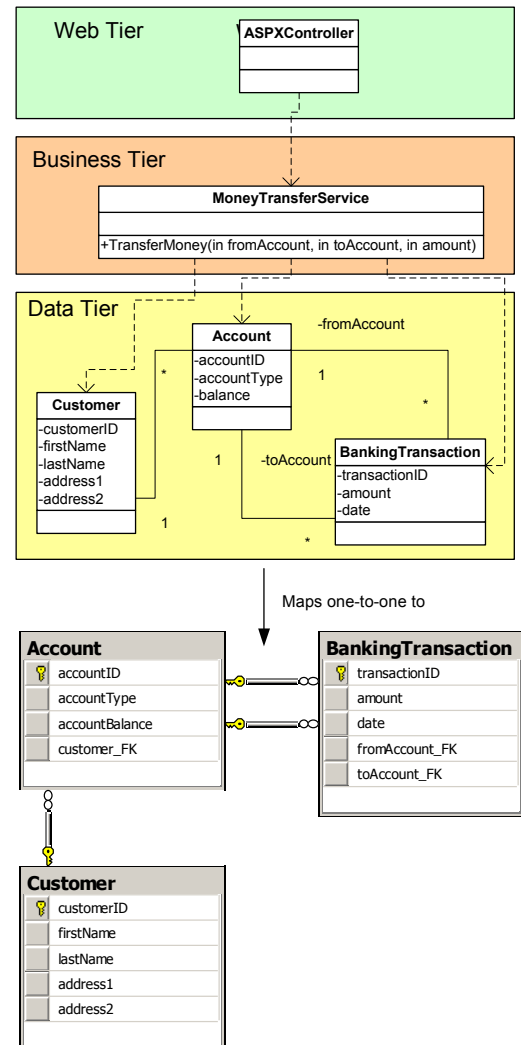 Web Tier
ASPXController
Business Tier
MoneyTransferService
+TransferMoney(in fromAccount, in toAccount, in amount)
Data Tier
-fromAccount
Account
-accountID
-accountType
-balance
1
*
*
Customer
-customerID
-firstName
-lastName
-address1
-address2
1
1
-toAccount
*
BankingTransaction
-transactionID
-amount
-date
Maps one-to-one to
Account
accountID
accountType
accountBalance
customer_FK
BankingTransaction
transactionID
amount
date
fromAccount_FK
toAccount_FK
Customer
customerID
firstName
lastName
address1
address2